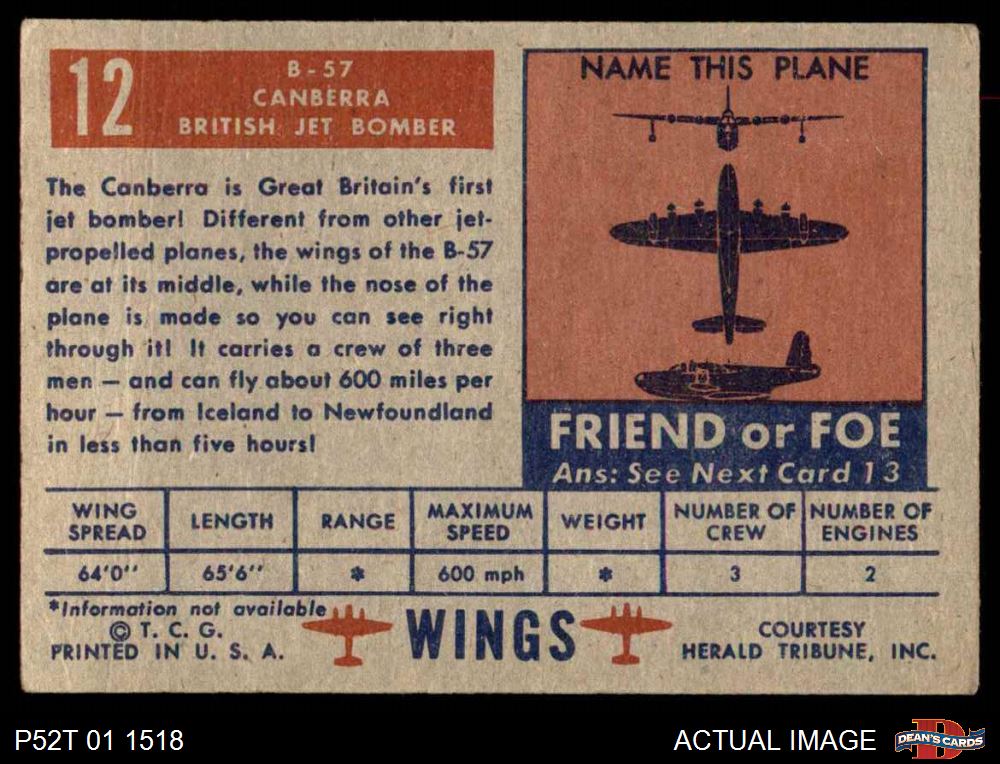 12
B-57
CANBERRA
BRITISH JET BOMBER
The Canberra is Great Britain's first
jet bomber! Different from other jet-
propelled planes, the wings of the B-57
are at its middle, while the nose of the
plane is made so you can see right
through it! It carries a crew of three
men — and can fly about 600 miles per
hour — from Iceland to Newfoundland
in less than five hours!
NAME THIS PLANE
FRIEND or FOE
Ans: See Next Card 13
WING SPREAD LENGTH RANGE MAXIMUM SPEED WEIGHT NUMBER OF CREW NUMBER OF ENGINES
64'0" 65'6" * 600 mph * 3 2
*Information not available
© T. C. G.
PRINTED IN U. S. A.
WINGS
COURTESY
HERALD TRIBUNE, INC.
P52T 01 1518
ACTUAL IMAGE
DEAN'S CARDS